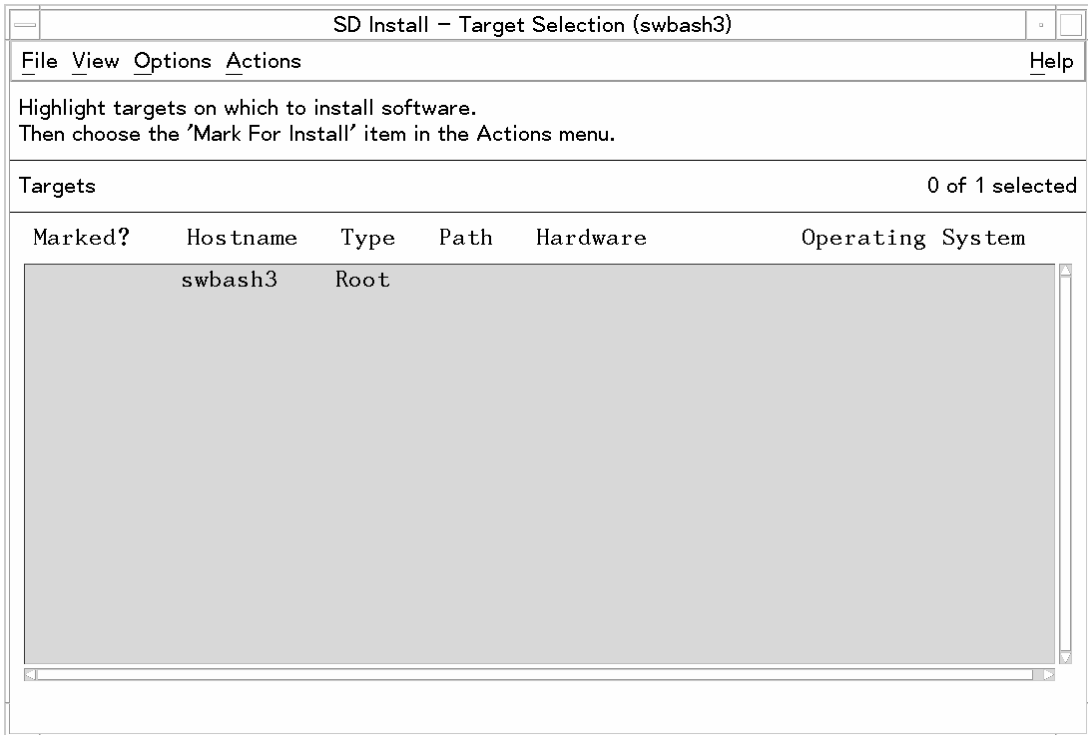 SD Install - Target Selection (swbash3)
File View Options Actions Help
Highlight targets on which to install software.
Then choose the 'Mark For Install' item in the Actions menu.
Targets 0 of 1 selected
Marked? Hostname Type Path Hardware Operating System
swbash3 Root